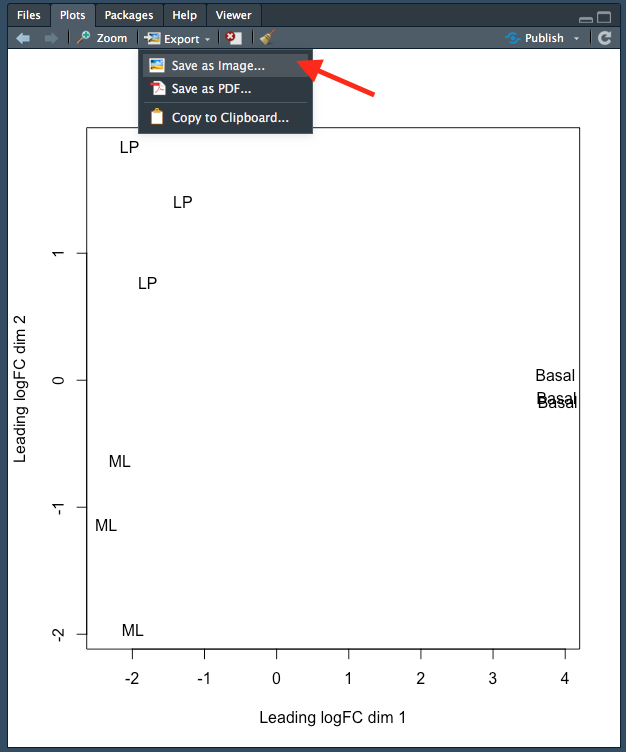 Files Plots Packages Help Viewer
Zoom Export Publish
Save as Image...
Save as PDF...
Copy to Clipboard...
LP
LP
1
LP
Leading logFC dim 2
0
Basal
Basal
Basal
ML
-1
ML
ML
-2
-2 -1 0 1 2 3 4
Leading logFC dim 1